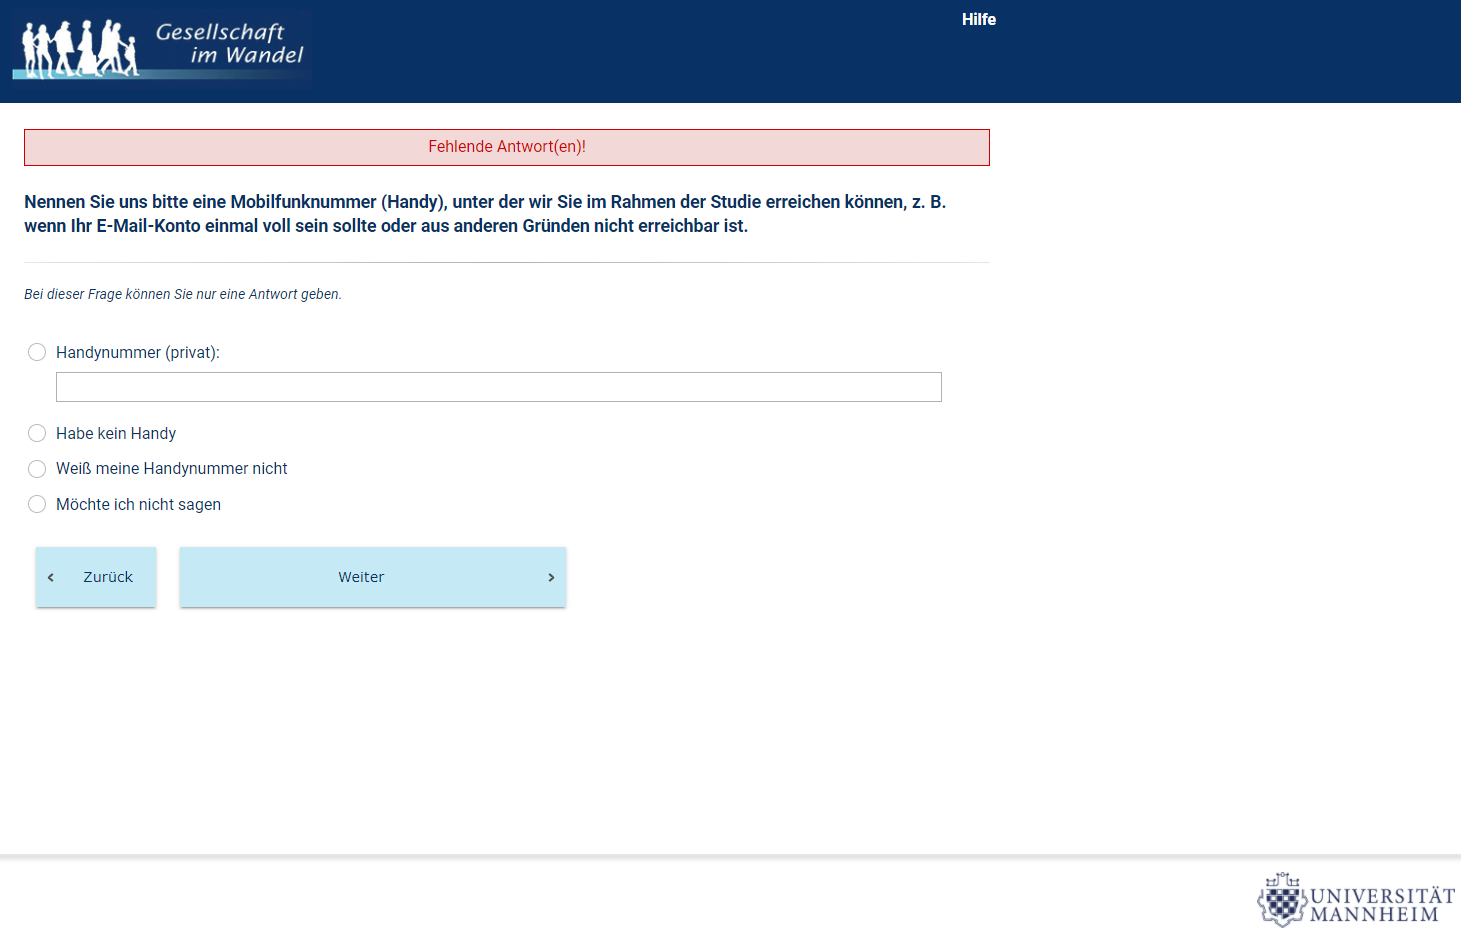 Gesellschaft
im Wandel
Hilfe
Fehlende Antwort(en)!
Nennen Sie uns bitte eine Mobilfunknummer (Handy), unter der wir Sie im Rahmen der Studie erreichen können, z. B.
wenn Ihr E-Mail-Konto einmal voll sein sollte oder aus anderen Gründen nicht erreichbar ist.
Bei dieser Frage können Sie nur eine Antwort geben.
Handynummer (privat):
Habe kein Handy
Weiß meine Handynummer nicht
Möchte ich nicht sagen
Zurück
Weiter
UNIVERSITÄT
MANNHEIM